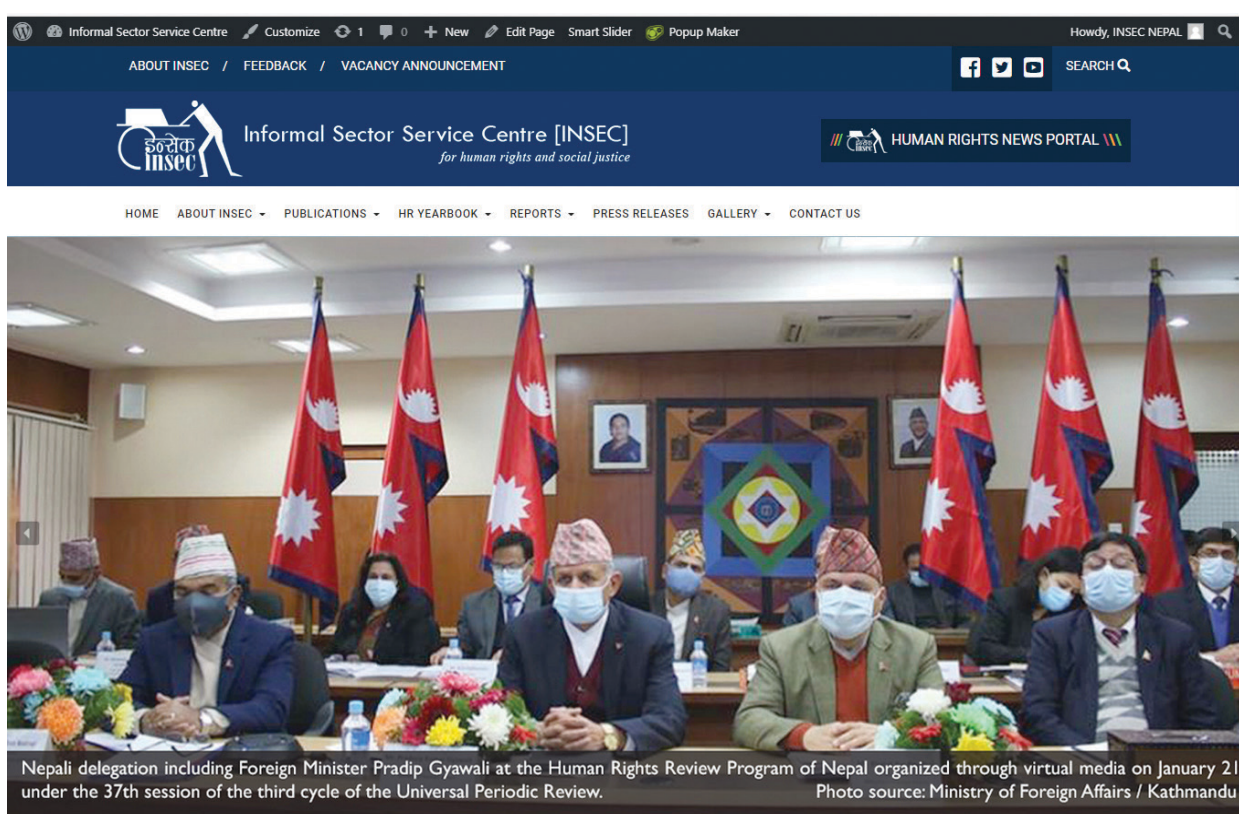 Informal Sector Service Centre Customize 1 0 New Edit Page Smart Slider Popup Maker Howdy, INSEC NEPAL
ABOUT INSEC / FEEDBACK / VACANCY ANNOUNCEMENT SEARCH
इन्सेक
insec
Informal Sector Service Centre [INSEC]
for human rights and social justice
/// इन्सेक insec HUMAN RIGHTS NEWS PORTAL \\\
HOME ABOUT INSEC PUBLICATIONS HR YEARBOOK REPORTS PRESS RELEASES GALLERY CONTACT US
Nepali delegation including Foreign Minister Pradip Gyawali at the Human Rights Review Program of Nepal organized through virtual media on January 21
under the 37th session of the third cycle of the Universal Periodic Review. Photo source: Ministry of Foreign Affairs / Kathmandu